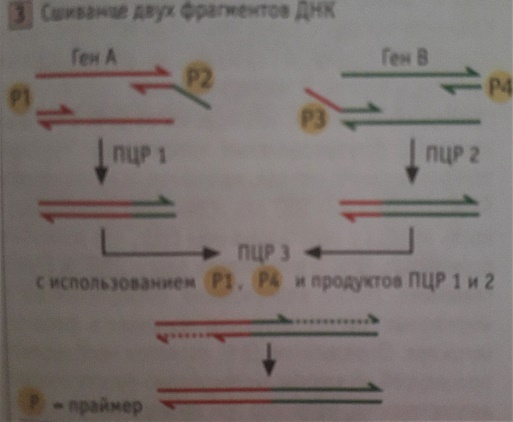 3 Сшивание двух фрагментов ДНК
Ген A Ген B
P1 P2 P3 P4
ПЦР 1 ПЦР 2
ПЦР 3
с использованием P1, P4 и продуктов ПЦР 1 и 2
P = праймер